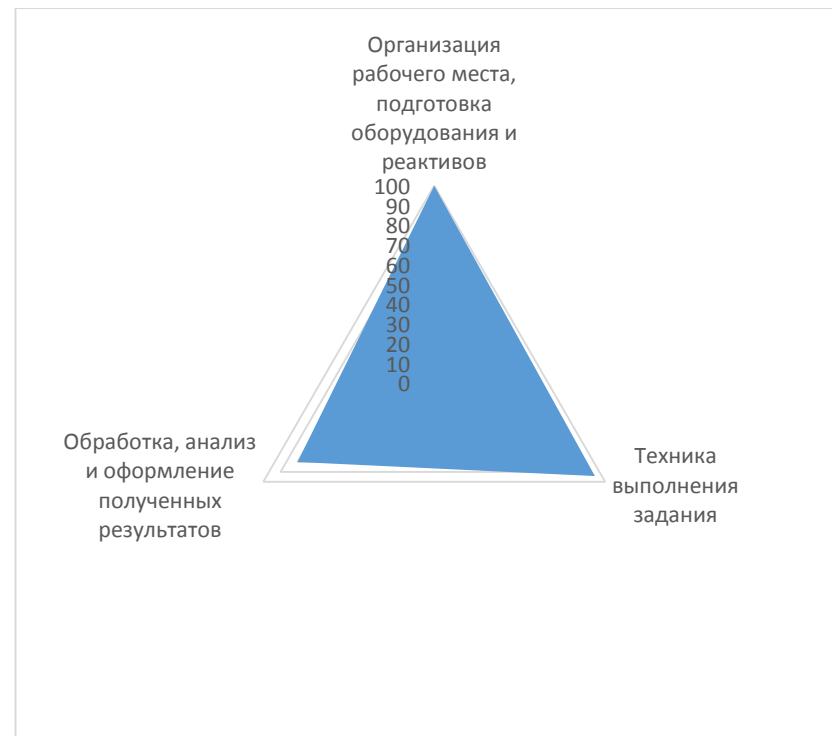 Организация
рабочего места,
подготовка
оборудования и
реактивов
100
90
80
70
60
50
40
30
20
10
0
Обработка, анализ
и оформление
полученных
результатов
Техника
выполнения
задания